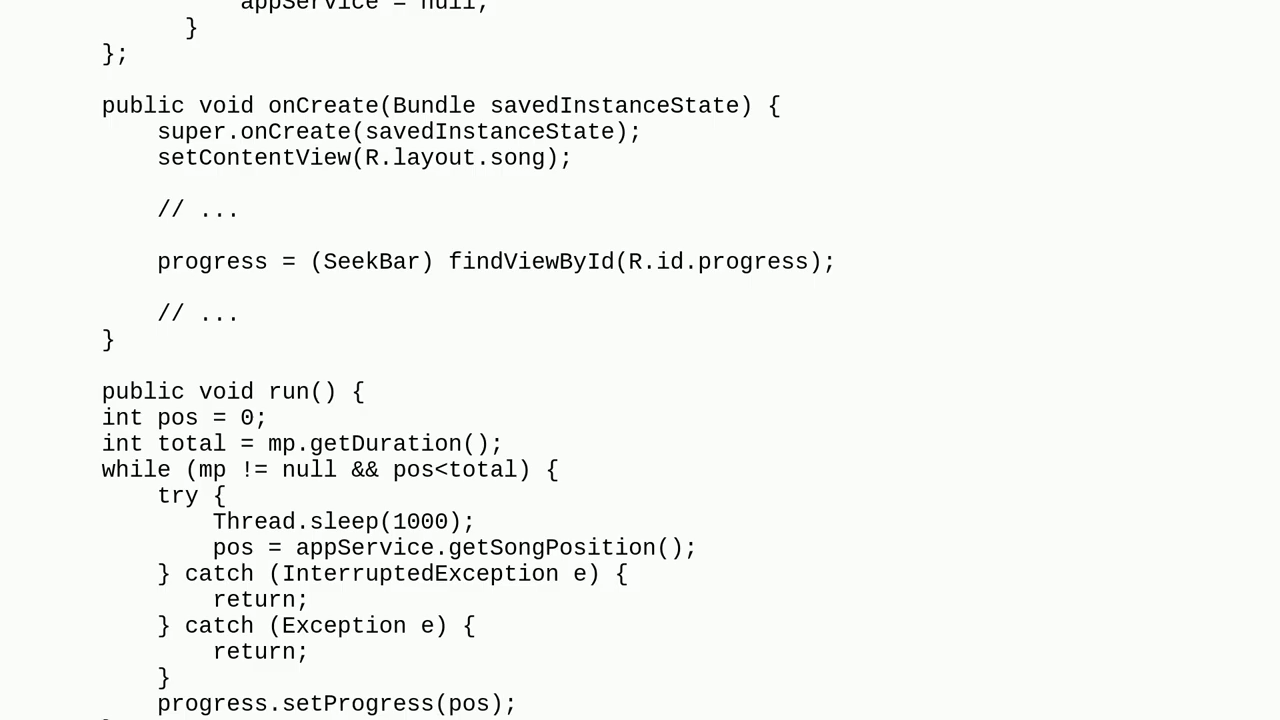 appService = null;
}
};
public void onCreate(Bundle savedInstanceState) {
super.onCreate(savedInstanceState);
setContentView(R.layout.song);
// ...
progress = (SeekBar) findViewById(R.id.progress);
// ...
}
public void run() {
int pos = 0;
int total = mp.getDuration();
while (mp != null && pos<total) {
try {
Thread.sleep(1000);
pos = appService.getSongPosition();
} catch (InterruptedException e) {
return;
} catch (Exception e) {
return;
}
progress.setProgress(pos);